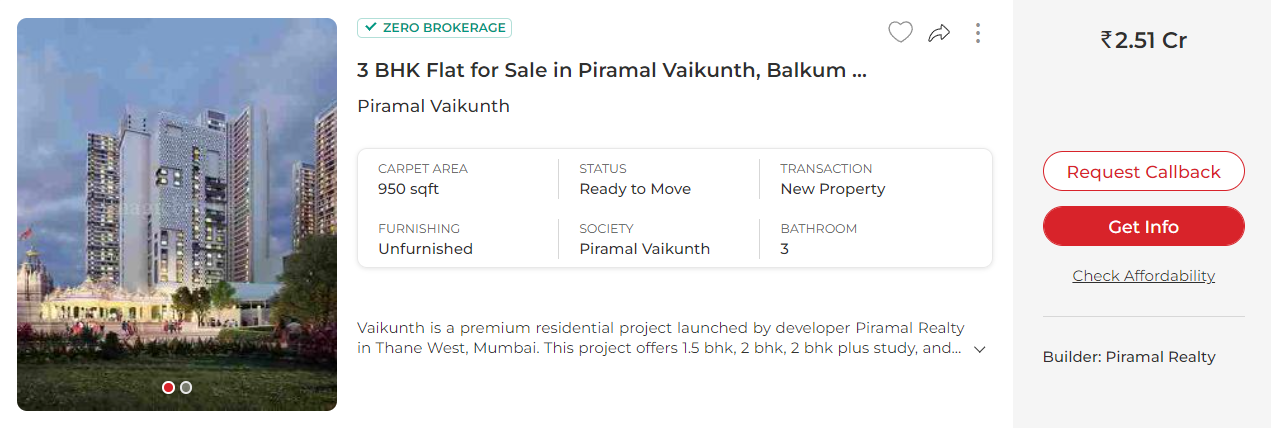 ZERO BROKERAGE
3 BHK Flat for Sale in Piramal Vaikunth, Balkum ...
Piramal Vaikunth
CARPET AREA
950 sqft
STATUS
Ready to Move
TRANSACTION
New Property
FURNISHING
Unfurnished
SOCIETY
Piramal Vaikunth
BATHROOM
3
Vaikunth is a premium residential project launched by developer Piramal Realty
in Thane West, Mumbai. This project offers 1.5 bhk, 2 bhk, 2 bhk plus study, and...
₹2.51 Cr
Request Callback
Get Info
Check Affordability
Builder: Piramal Realty